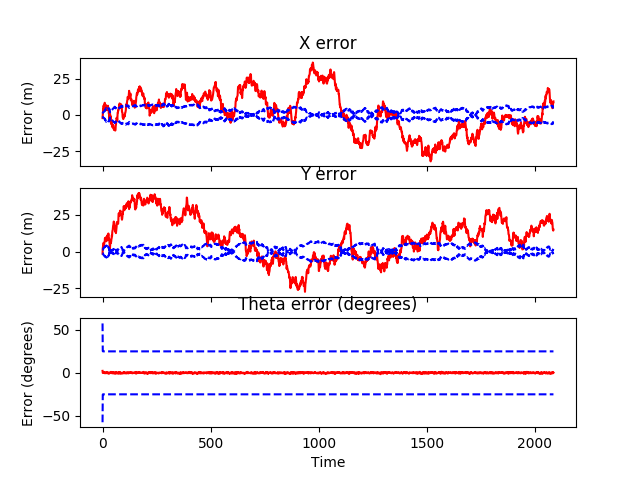 X error
Error (m)
25
0
−25
Y error
Error (m)
25
0
−25
Theta error (degrees)
Error (degrees)
50
0
−50
0 500 1000 1500 2000
Time